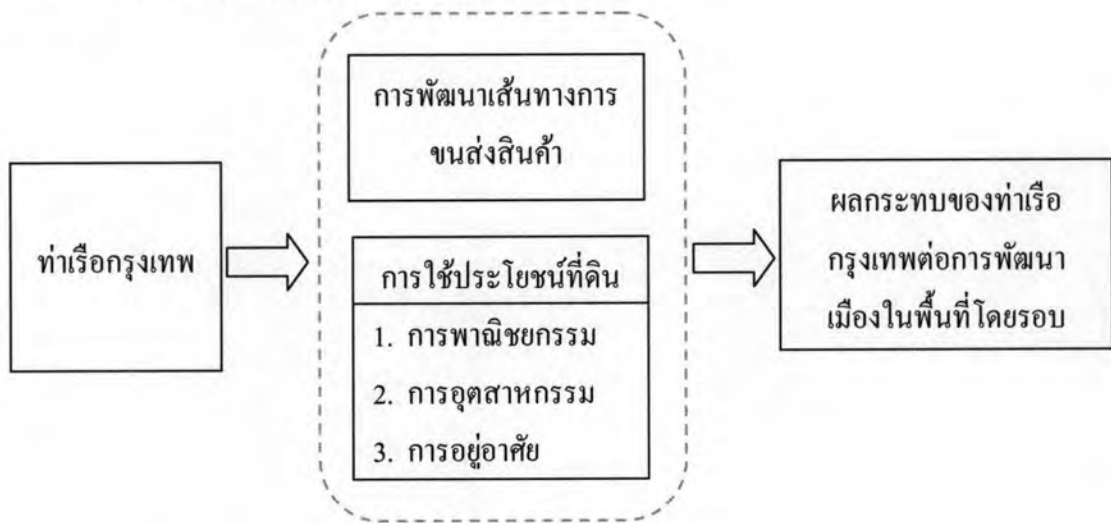 ท่าเรือกรุงเทพ
การพัฒนาเส้นทางการ
ขนส่งสินค้า
การใช้ประโยชน์ที่ดิน
1. การพาณิชยกรรม
2. การอุตสาหกรรม
3. การอยู่อาศัย
ผลกระทบของท่าเรือ
กรุงเทพต่อการพัฒนา
เมืองในพื้นที่โดยรอบ